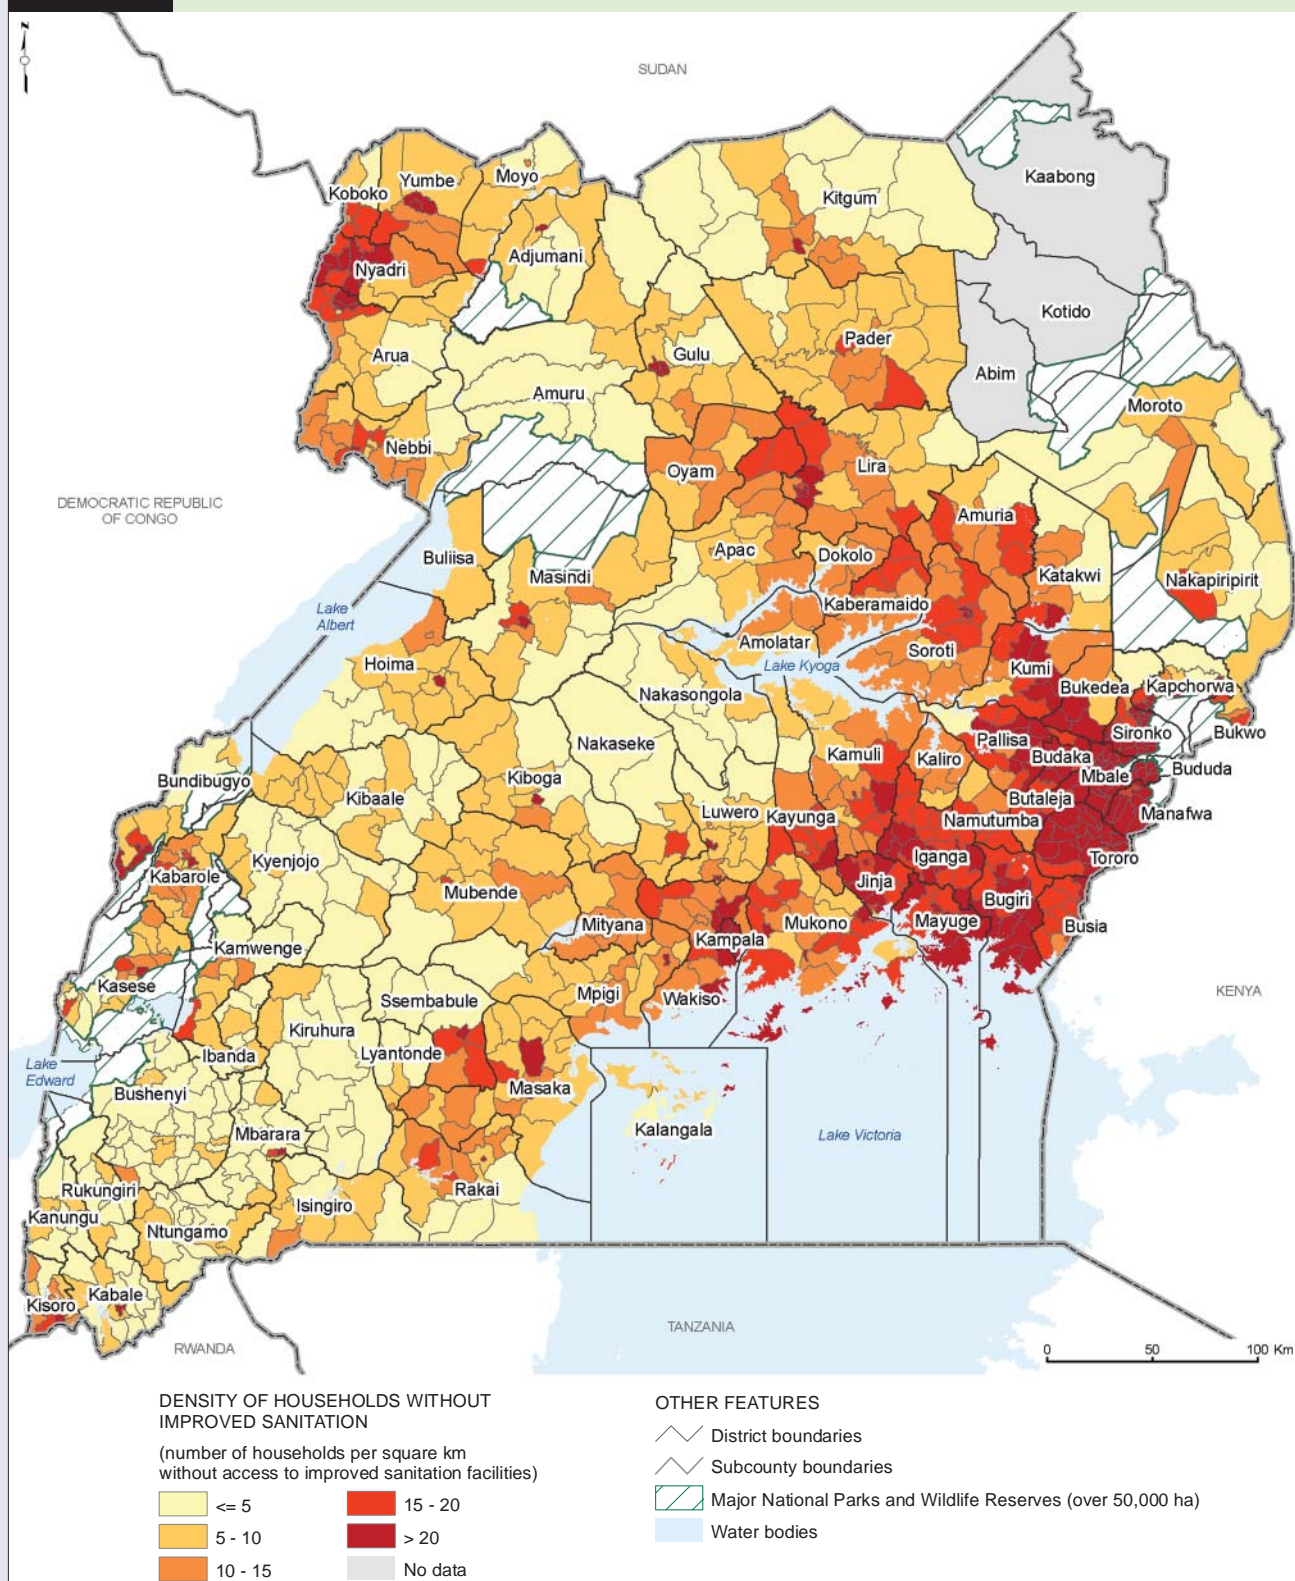 N
SUDAN
Kaabong
Koboko
Yumbe
Moyo
Kitgum
Nyadri
Adjumani
Kotido
Arua
Gulu
Pader
Abim
Amuru
Moroto
Nebbi
Oyam
Lira
DEMOCRATIC REPUBLIC
OF CONGO
Amuria
Buliisa
Apac
Dokolo
Masindi
Katakwi
Nakapiripirit
Lake
Albert
Kaberamaido
Amolatar
Soroti
Hoima
Lake Kyoga
Kumi
Nakasongola
Bukedea
Kapchorwa
Nakaseke
Kamuli
Kaliro
Pallisa
Sironko
Bukwo
Budaka
Bundibugyo
Kiboga
Mbale
Bududa
Kibaale
Butaleja
Luwero
Kayunga
Namutumba
Manafwa
Kyenjojo
Iganga
Tororo
Kabarole
Jinja
Mubende
Bugiri
Mityana
Mukono
Mayuge
Busia
Kamwenge
Kampala
Kasese
Ssembabule
Mpigi
Wakiso
KENYA
Kiruhura
Lyantonde
Ibanda
Lake
Edward
Bushenyi
Masaka
Mbarara
Kalangala
Lake Victoria
Rukungiri
Rakai
Isingiro
Kanungu
Ntungamo
Kabale
Kisoro
TANZANIA
RWANDA
0 50 100 Km
DENSITY OF HOUSEHOLDS WITHOUT
IMPROVED SANITATION
(number of households per square km
without access to improved sanitation facilities)
<= 5
5 - 10
10 - 15
15 - 20
> 20
No data
OTHER FEATURES
District boundaries
Subcounty boundaries
Major National Parks and Wildlife Reserves (over 50,000 ha)
Water bodies